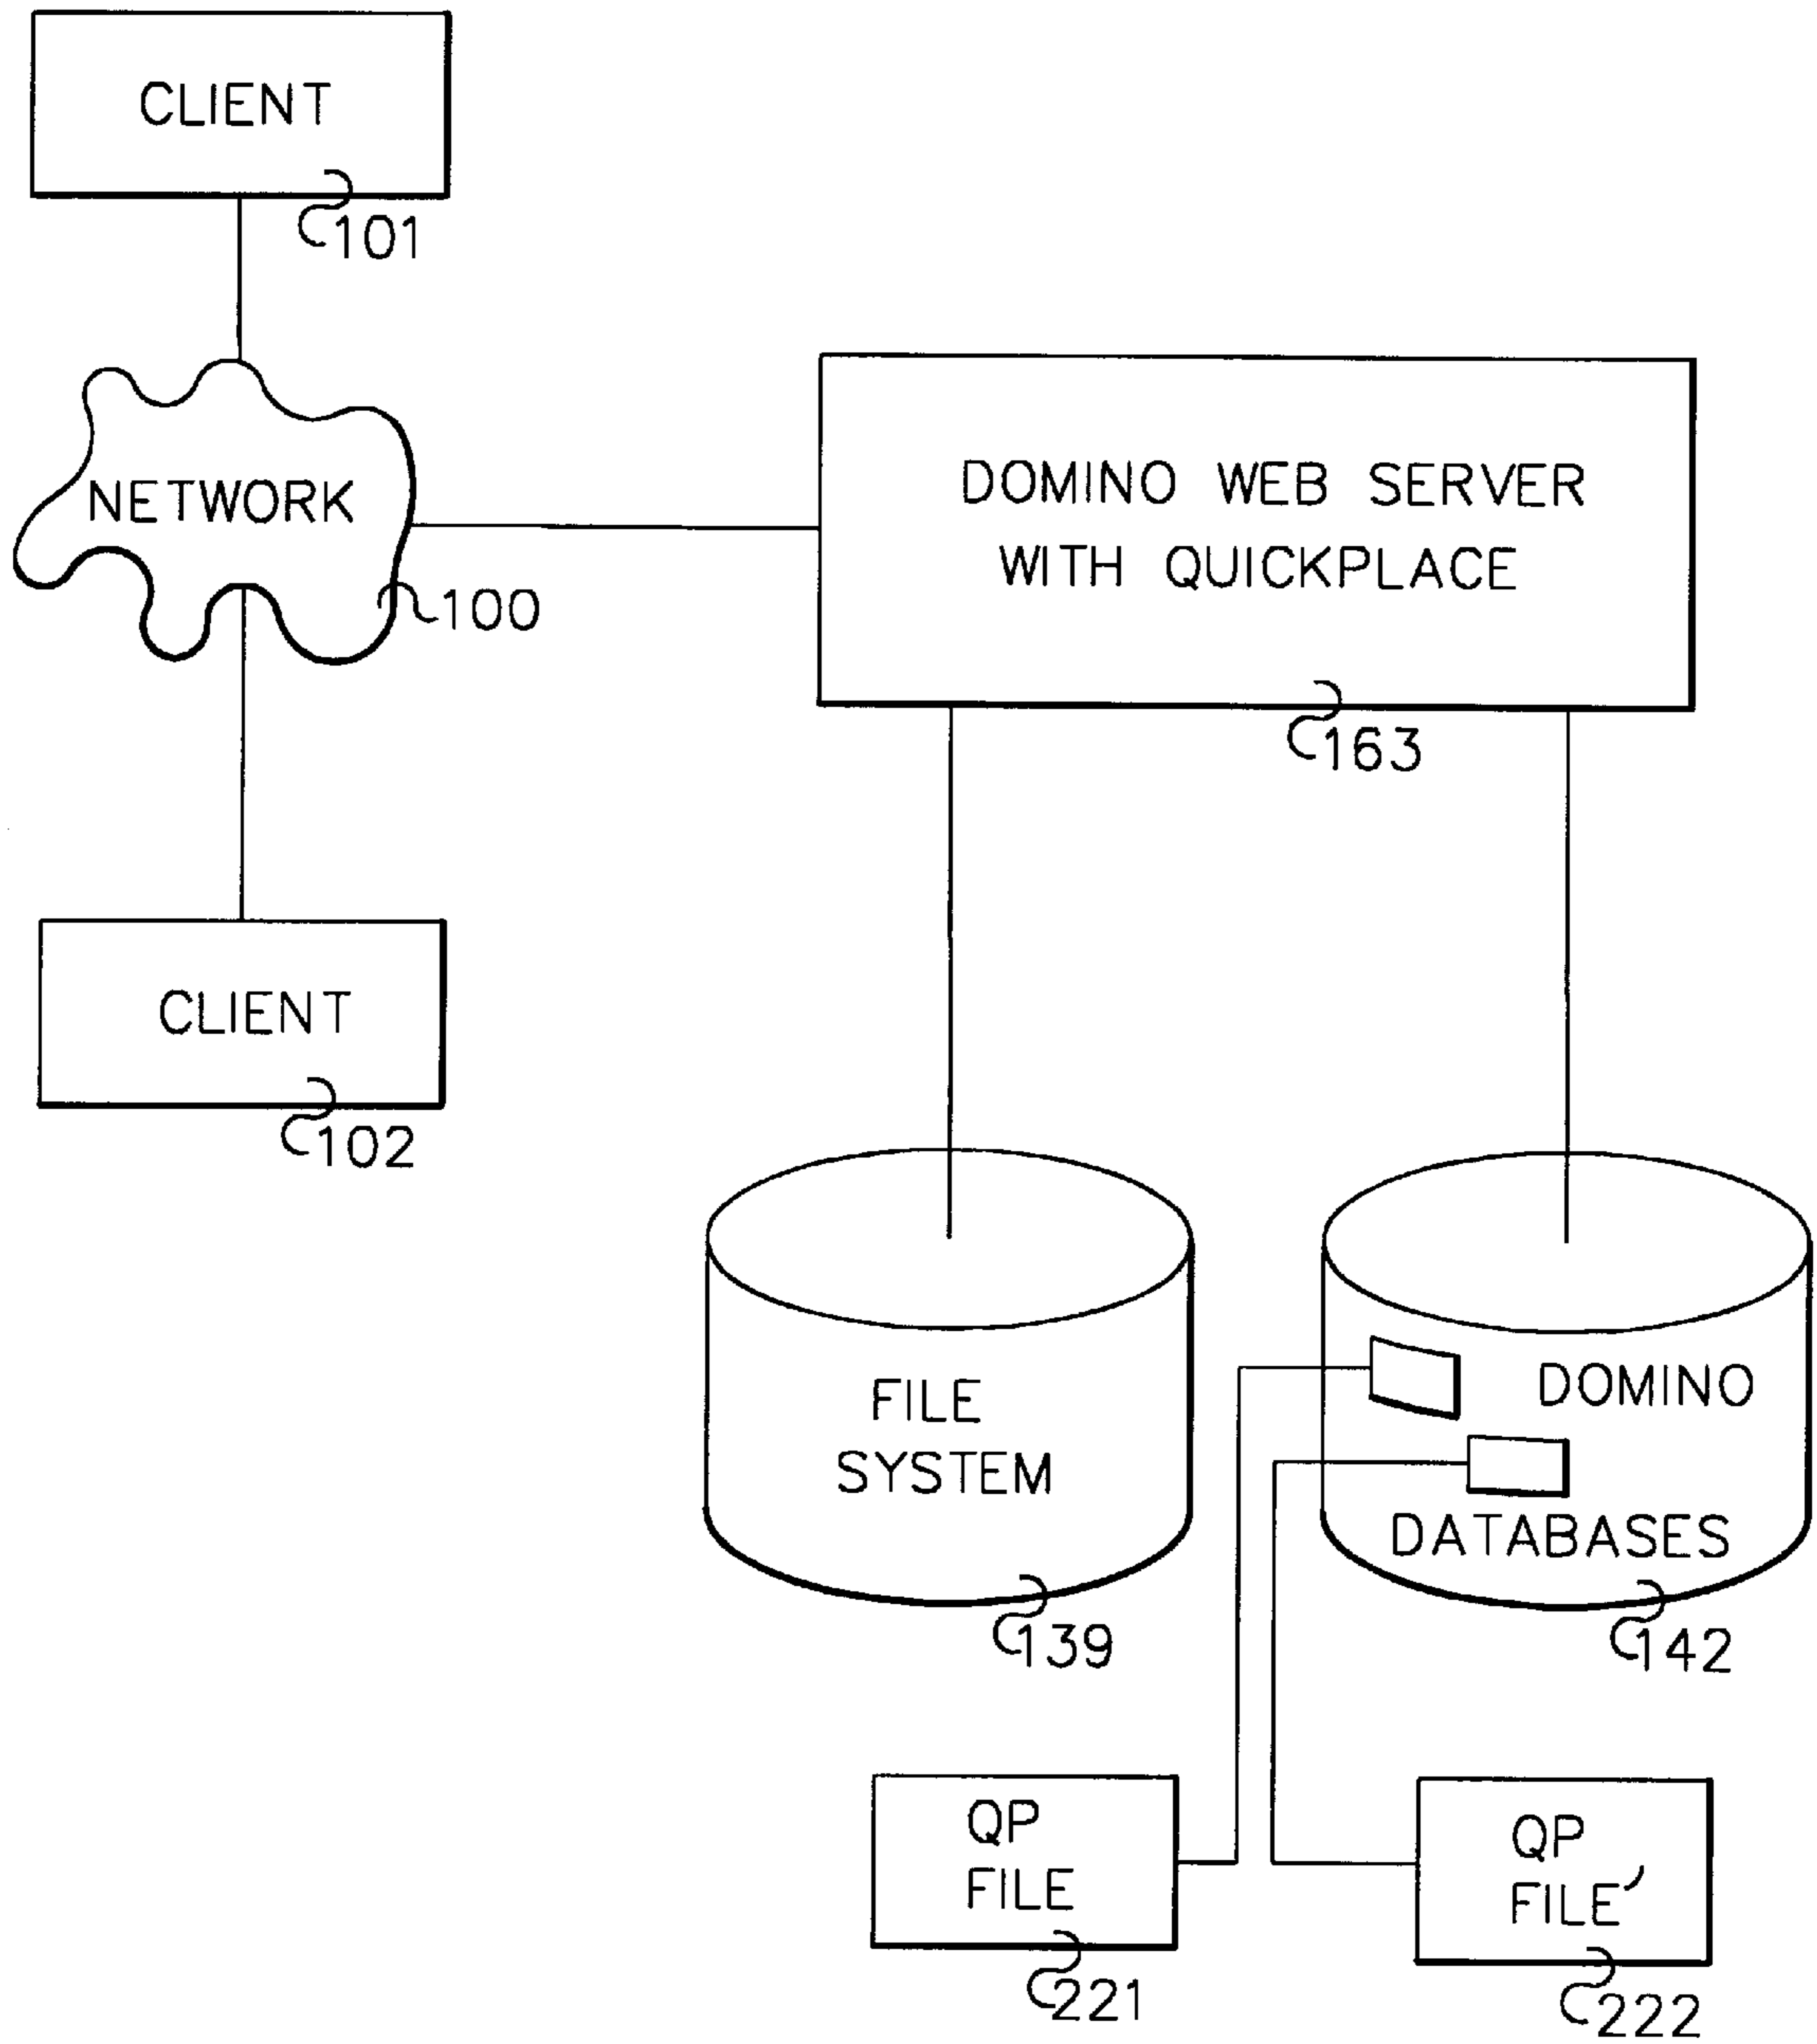 CLIENT
101
NETWORK
100
DOMINO WEB SERVER
WITH QUICKPLACE
163
CLIENT
102
FILE
SYSTEM
139
DOMINO
DATABASES
142
QP
FILE
221
QP
FILE'
222